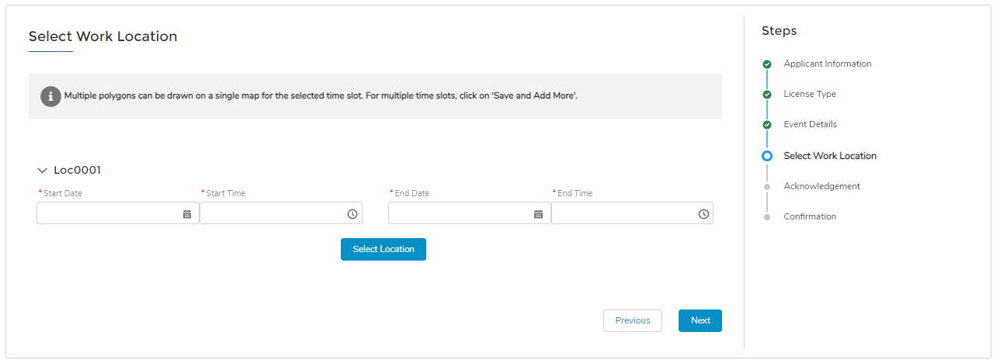 Select Work Location
Multiple polygons can be drawn on a single map for the selected time slot. For multiple time slots, click on 'Save and Add More'.
Loc0001
* Start Date
* Start Time
* End Date
* End Time
Select Location
Previous
Next
Steps
Applicant Information
License Type
Event Details
Select Work Location
Acknowledgement
Confirmation